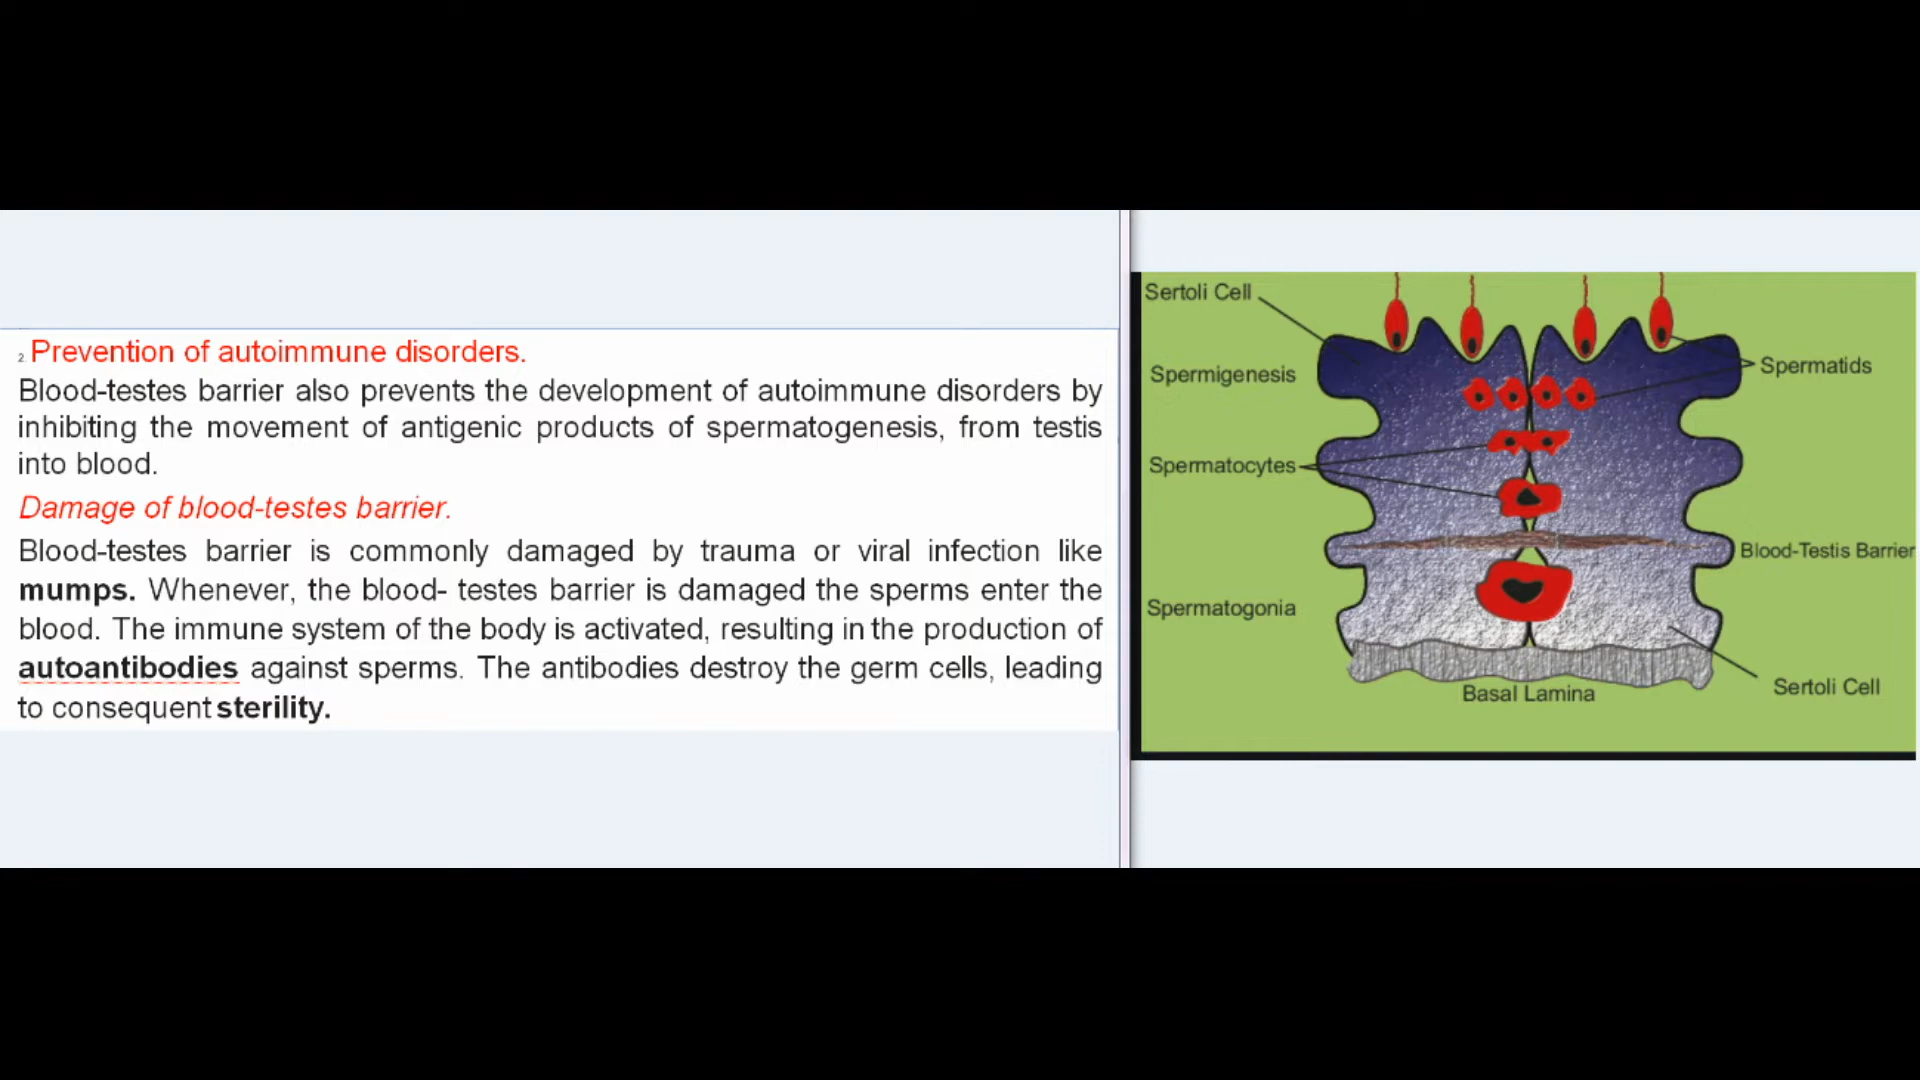 2. Prevention of autoimmune disorders.
Blood-testes barrier also prevents the development of autoimmune disorders by
inhibiting the movement of antigenic products of spermatogenesis, from testis
into blood.
Damage of blood-testes barrier.
Blood-testes barrier is commonly damaged by trauma or viral infection like
mumps. Whenever, the blood- testes barrier is damaged the sperms enter the
blood. The immune system of the body is activated, resulting in the production of
autoantibodies against sperms. The antibodies destroy the germ cells, leading
to consequent sterility.
Sertoli Cell
Spermigenesis
Spermatids
Spermatocytes
Blood-Testis Barrier
Spermatogonia
Sertoli Cell
Basal Lamina